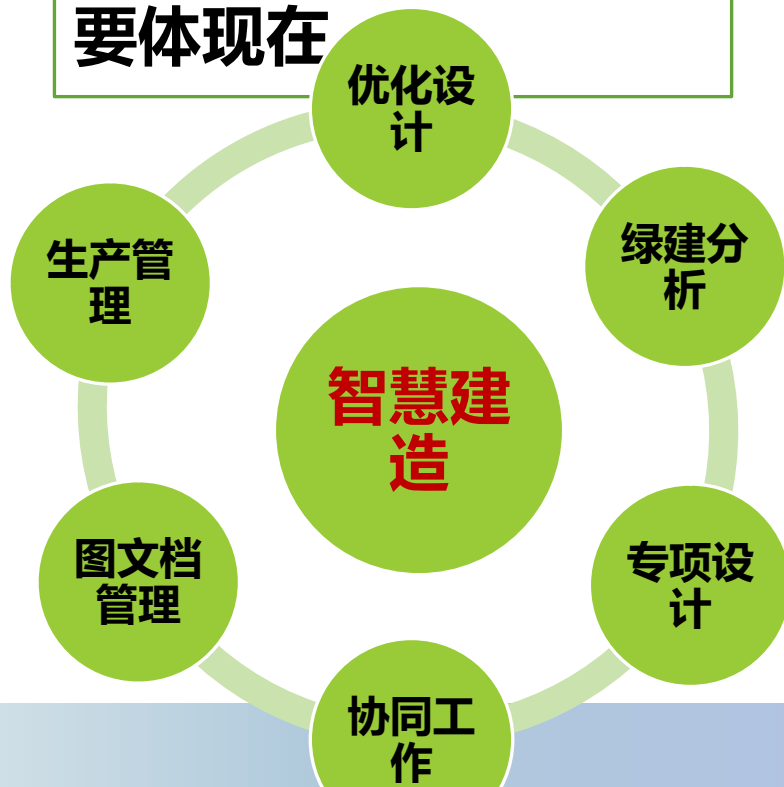 要体现在
优化设
计
绿建分
析
专项设
计
协同工
作
图文档
管理
生产管
理
智慧建
造